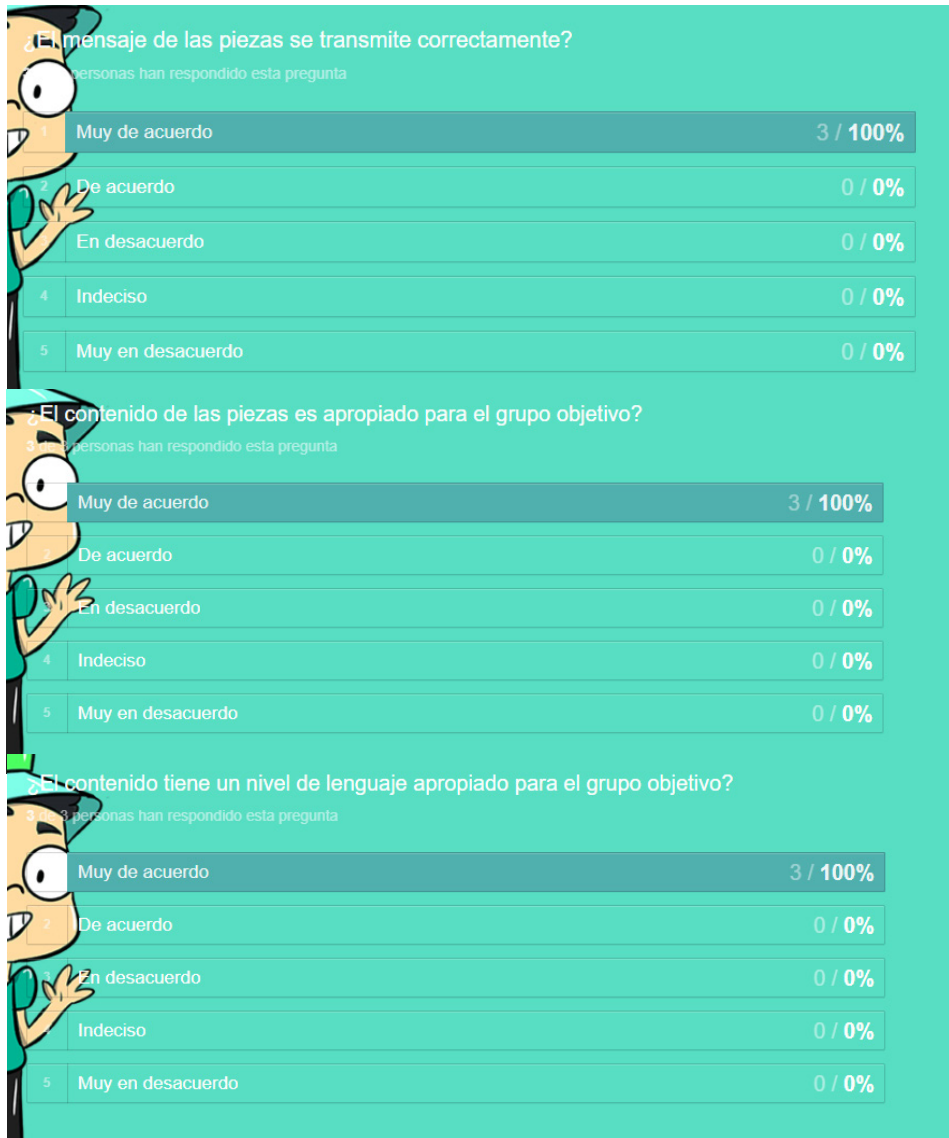 ¿El mensaje de las piezas se transmite correctamente?
personas han respondido esta pregunta
1 Muy de acuerdo 3 / 100%
2 De acuerdo 0 / 0%
En desacuerdo 0 / 0%
4 Indeciso 0 / 0%
5 Muy en desacuerdo 0 / 0%
¿El contenido de las piezas es apropiado para el grupo objetivo?
3 de 3 personas han respondido esta pregunta
Muy de acuerdo 3 / 100%
2 De acuerdo 0 / 0%
3 En desacuerdo 0 / 0%
4 Indeciso 0 / 0%
5 Muy en desacuerdo 0 / 0%
¿El contenido tiene un nivel de lenguaje apropiado para el grupo objetivo?
3 de 3 personas han respondido esta pregunta
Muy de acuerdo 3 / 100%
2 De acuerdo 0 / 0%
3 En desacuerdo 0 / 0%
Indeciso 0 / 0%
5 Muy en desacuerdo 0 / 0%